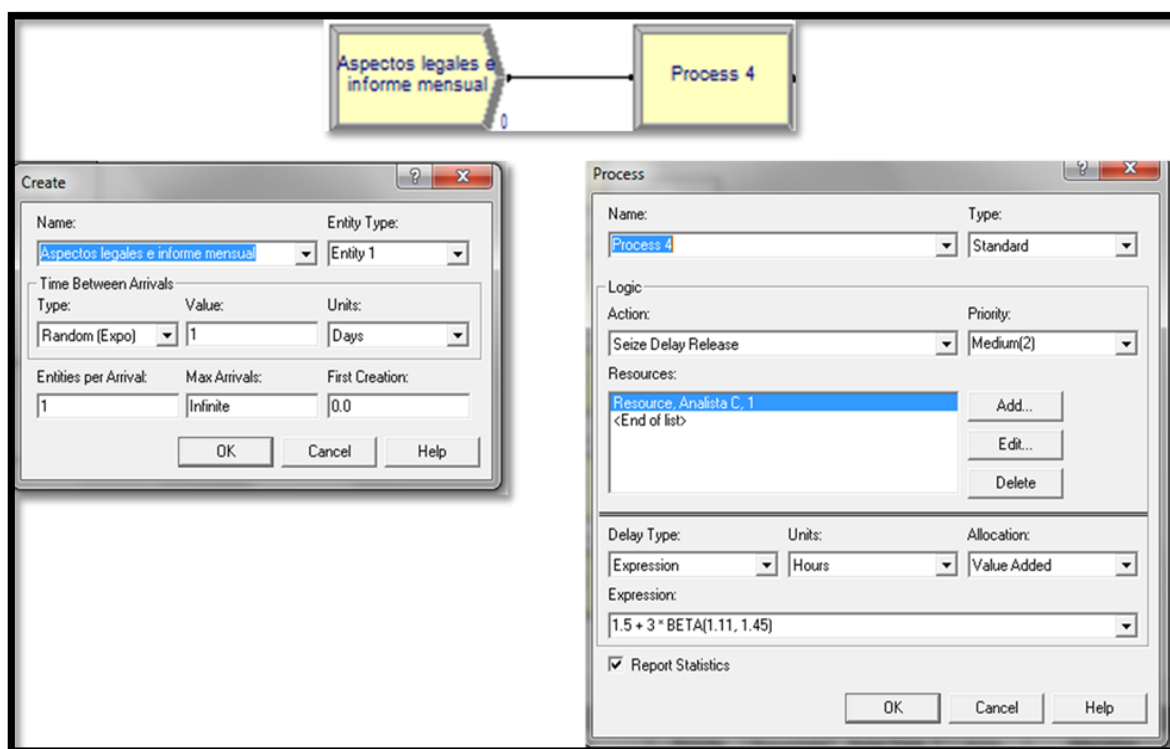 Aspectos legales e
informe mensual
0
Process 4
Create
?
X
Name:
Entity Type:
Aspectos legales e informe mensual
Entity 1
Time Between Arrivals
Type:
Value:
Units:
Random (Expo)
1
Days
Entities per Arrival:
Max Arrivals:
First Creation:
1
Infinite
0.0
OK
Cancel
Help
Process
?
X
Name:
Type:
Process 4
Standard
Logic
Action:
Priority:
Seize Delay Release
Medium(2)
Resources:
Resource, Analista C, 1
<End of list>
Add...
Edit...
Delete
Delay Type:
Units:
Allocation:
Expression
Hours
Value Added
Expression:
1.5 + 3 * BETA(1.11, 1.45)
Report Statistics
OK
Cancel
Help